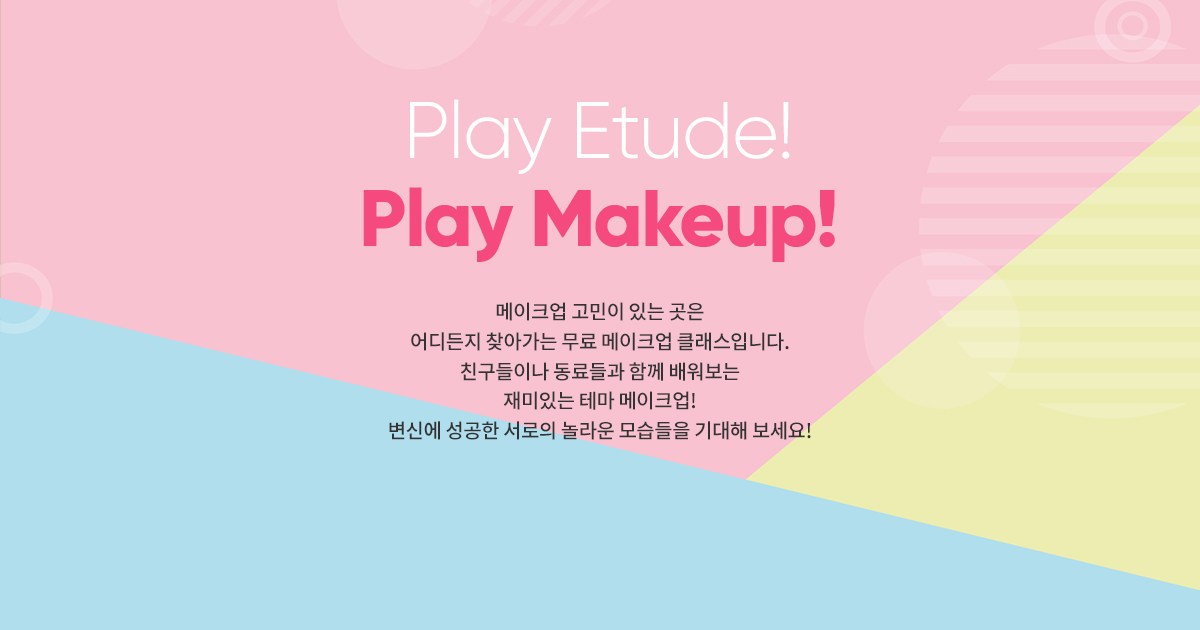 Play Etude!
Play Makeup!
메이크업 고민이 있는 곳은
어디든지 찾아가는 무료 메이크업 클래스입니다.
친구들이나 동료들과 함께 배워보는
재미있는 테마 메이크업!
변신에 성공한 서로의 놀라운 모습들을 기대해 보세요!